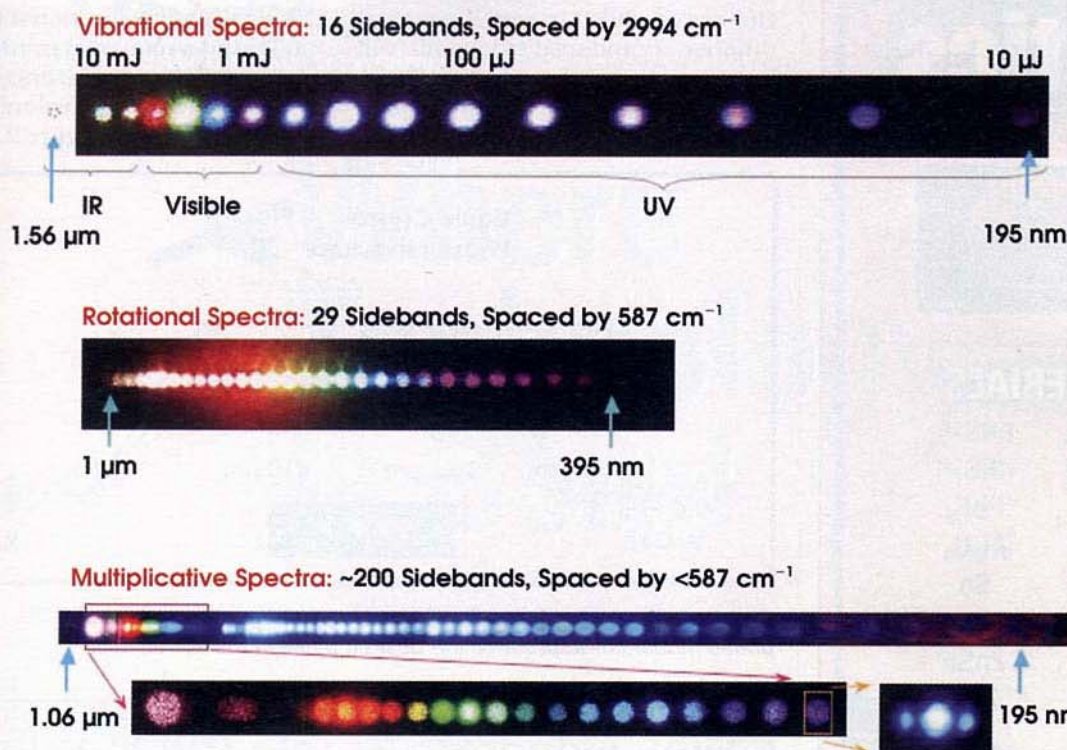 Vibrational Spectra: 16 Sidebands, Spaced by 2994 cm⁻¹
10 mJ 1 mJ 100 µJ 10 µJ
IR Visible UV
1.56 µm 195 nm
Rotational Spectra: 29 Sidebands, Spaced by 587 cm⁻¹
1 µm 395 nm
Multiplicative Spectra: ~200 Sidebands, Spaced by <587 cm⁻¹
1.06 µm 195 nm